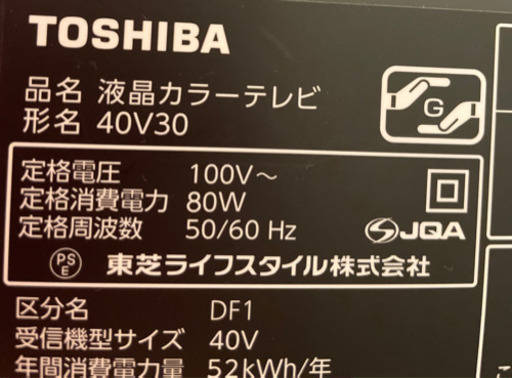 TOSHIBA
品名 液晶カラーテレビ
形名 40V30
G
定格電圧 100V～
定格消費電力 80W
定格周波数 50/60 Hz
JQA
PSE 東芝ライフスタイル株式会社
区分名 DF1
受信機型サイズ 40V
年間消費電力量 52kWh/年